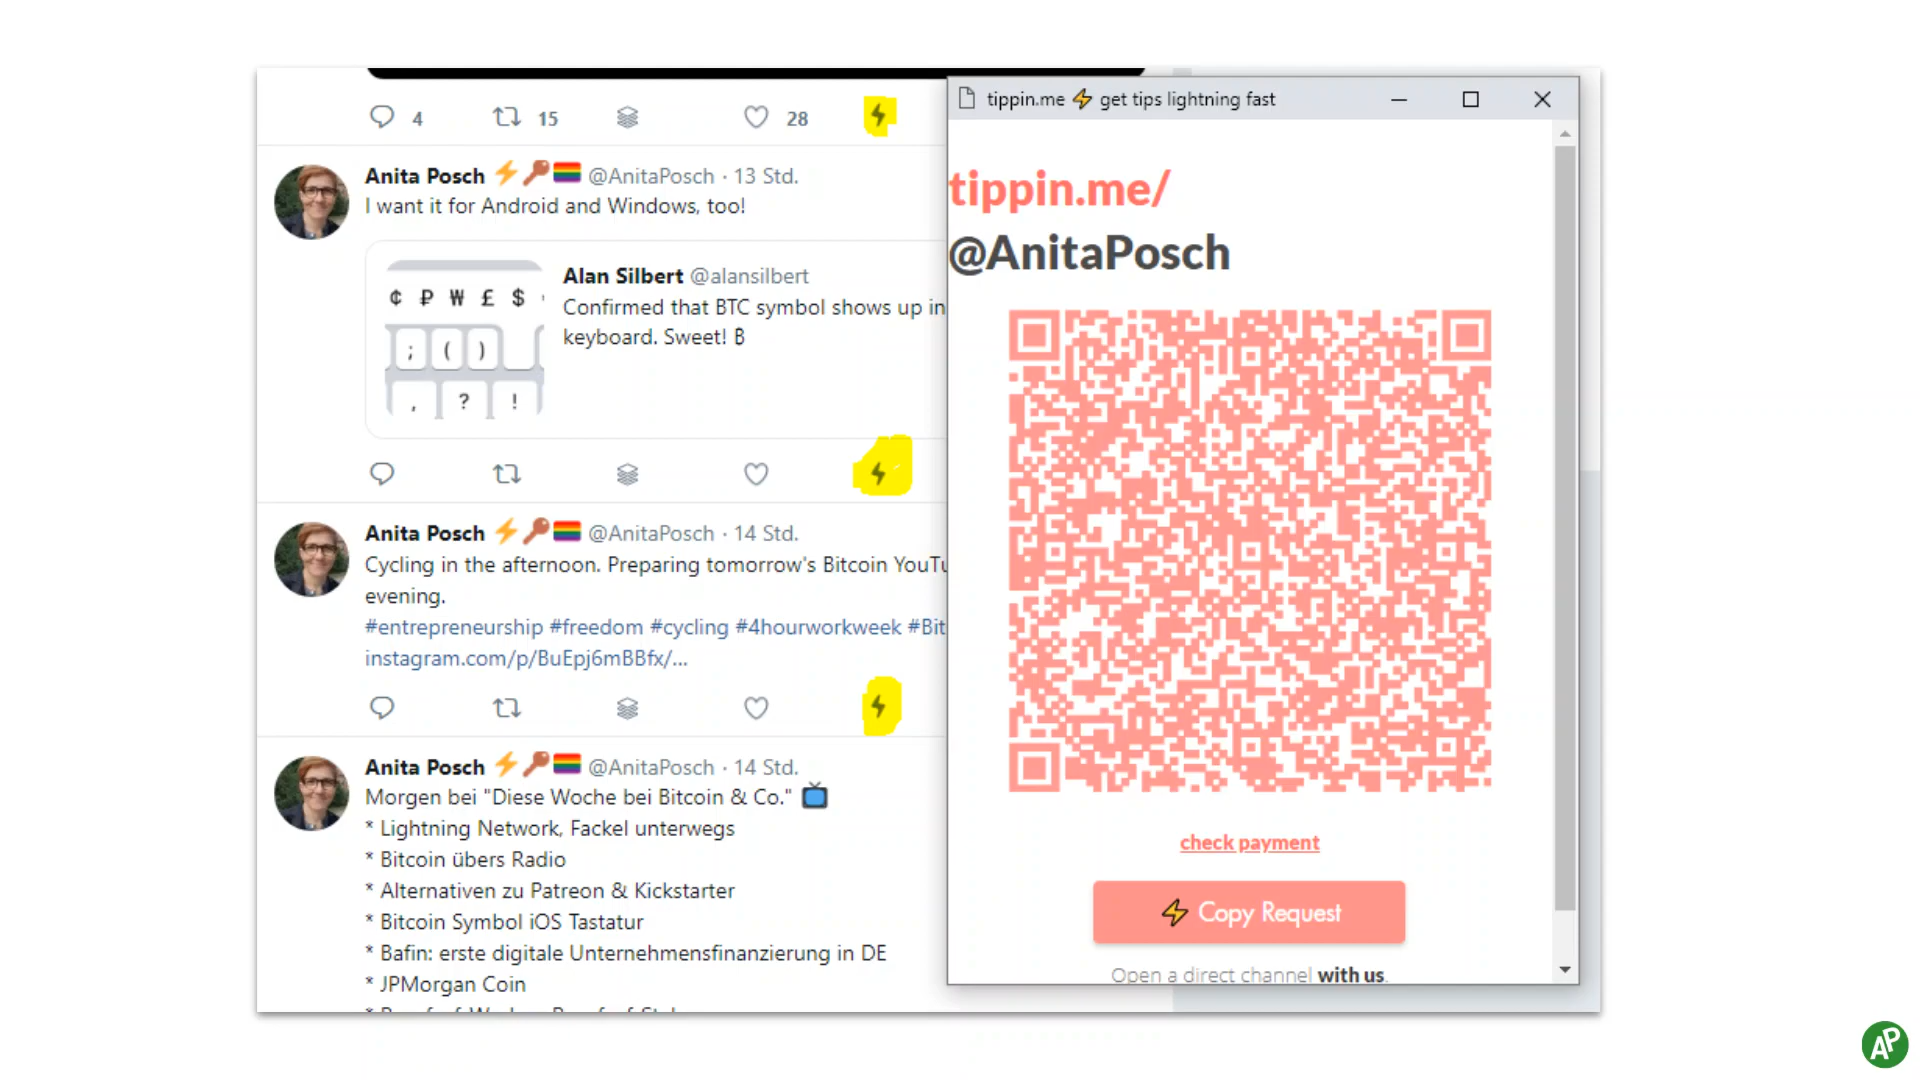 4 15 28
Anita Posch @AnitaPosch · 13 Std.
I want it for Android and Windows, too!
¢ ₽ ₩ £ $
; ( )
, ? !
Alan Silbert @alansilbert
Confirmed that BTC symbol shows up in
keyboard. Sweet! B
Anita Posch @AnitaPosch · 14 Std.
Cycling in the afternoon. Preparing tomorrow's Bitcoin YouTu
evening.
#entrepreneurship #freedom #cycling #4hourworkweek #Bit
instagram.com/p/BuEpj6mBBfx/...
Anita Posch @AnitaPosch · 14 Std.
Morgen bei "Diese Woche bei Bitcoin & Co."
* Lightning Network, Fackel unterwegs
* Bitcoin übers Radio
* Alternativen zu Patreon & Kickstarter
* Bitcoin Symbol iOS Tastatur
* Bafin: erste digitale Unternehmensfinanzierung in DE
* JPMorgan Coin
tippin.me ⚡ get tips lightning fast
tippin.me/
@AnitaPosch
check payment
⚡ Copy Request
Open a direct channel with us.
AP